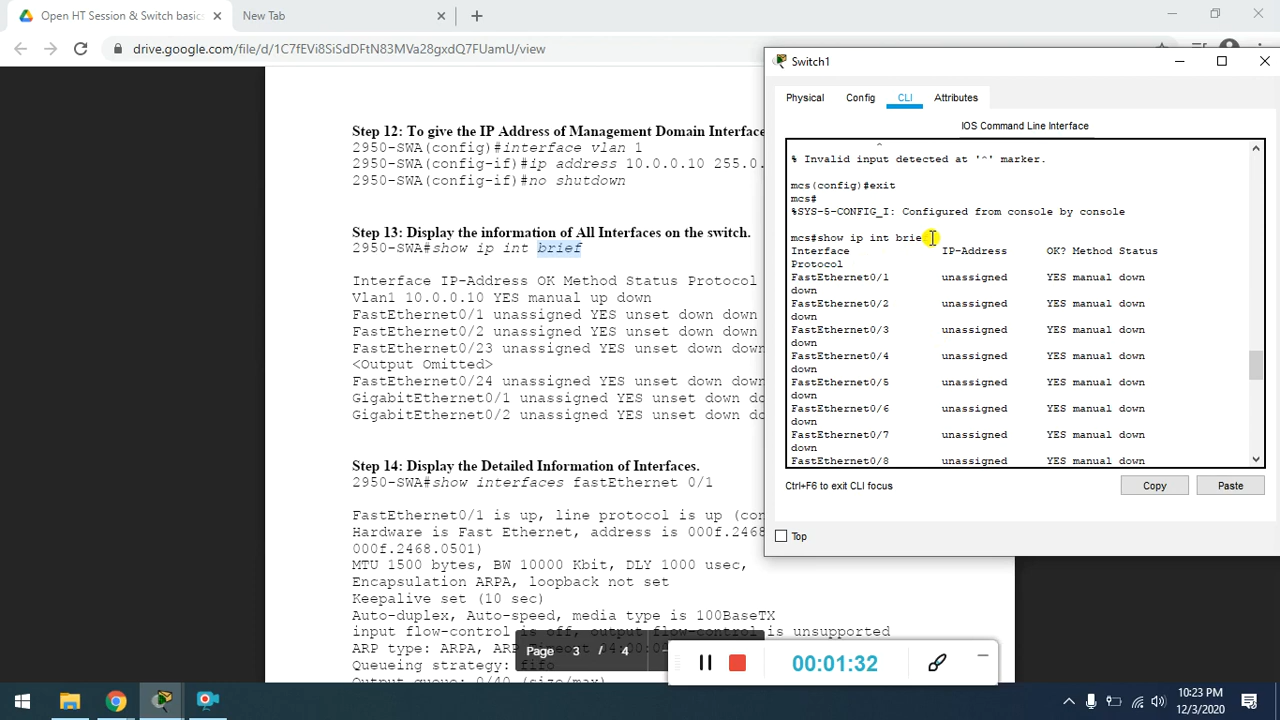 Open HT Session & Switch basic
New Tab
drive.google.com/file/d/1C7fEVi8SiSdDFtN83MVa28gxdQ7FUamU/view
Step 12: To give the IP Address of Management Domain Interface
2950-SWA(config)#interface vlan 1
2950-SWA(config-if)#ip address 10.0.0.10 255.0.
2950-SWA(config-if)#no shutdown
Step 13: Display the information of All Interfaces on the switch.
2950-SWA#show ip int brief
Interface IP-Address OK Method Status Protocol
Vlan1 10.0.0.10 YES manual up down
FastEthernet0/1 unassigned YES unset down down
FastEthernet0/2 unassigned YES unset down down
FastEthernet0/23 unassigned YES unset down down
<Output Omitted>
FastEthernet0/24 unassigned YES unset down down
GigabitEthernet0/1 unassigned YES unset down
GigabitEthernet0/2 unassigned YES unset down
Step 14: Display the Detailed Information of Interfaces.
2950-SWA#show interfaces fastEthernet 0/1
FastEthernet0/1 is up, line protocol is up (con
Hardware is Fast Ethernet, address is 000f.2468
000f.2468.0501)
MTU 1500 bytes, BW 10000 Kbit, DLY 1000 usec,
Encapsulation ARPA, loopback not set
Keepalive set (10 sec)
Auto-duplex, Auto-speed, media type is 100BaseTX
input flow-control is off, output flow-control is unsupported
ARP type: ARPA, ARP Timeout 04:00:0
Queueing strategy: fifo
Output queue: 0/40 (size/max)
Page 3 / 4
Switch1
Physical Config CLI Attributes
IOS Command Line Interface
^
% Invalid input detected at '^' marker.
mcs(config)#exit
mcs#
%SYS-5-CONFIG_I: Configured from console by console
mcs#show ip int brief
Interface IP-Address OK? Method Status
Protocol
FastEthernet0/1 unassigned YES manual down
down
FastEthernet0/2 unassigned YES manual down
down
FastEthernet0/3 unassigned YES manual down
down
FastEthernet0/4 unassigned YES manual down
down
FastEthernet0/5 unassigned YES manual down
down
FastEthernet0/6 unassigned YES manual down
down
FastEthernet0/7 unassigned YES manual down
down
FastEthernet0/8 unassigned YES manual down
Ctrl+F6 to exit CLI focus
Copy
Paste
Top
00:01:32
10:23 PM
12/3/2020